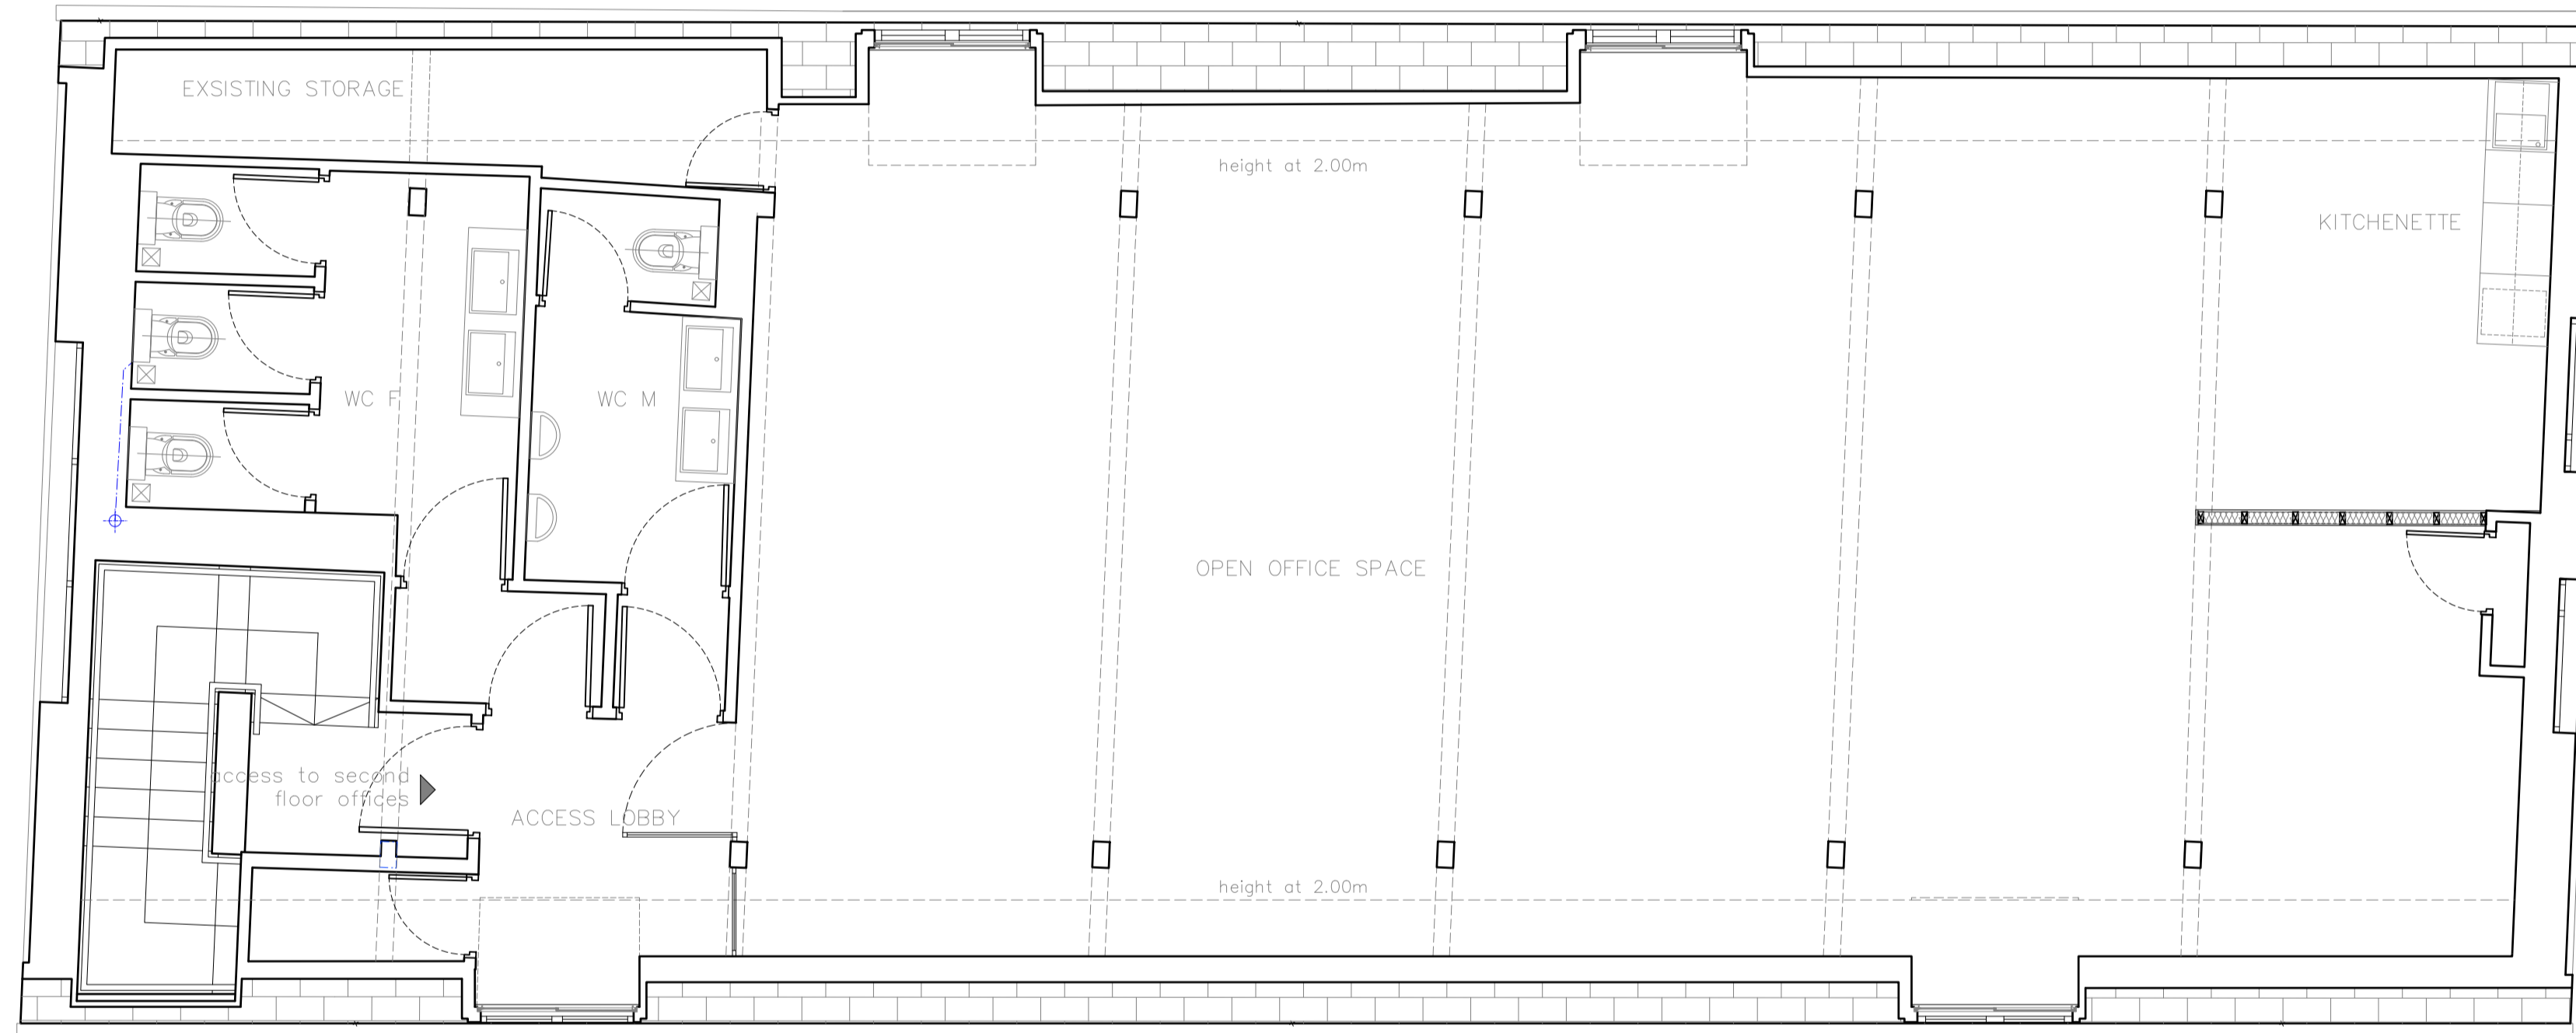 EXSISTING STORAGE
height at 2.00m
KITCHENETTE
WC F
WC M
OPEN OFFICE SPACE
access to second
floor offices
ACCESS LOBBY
height at 2.00m